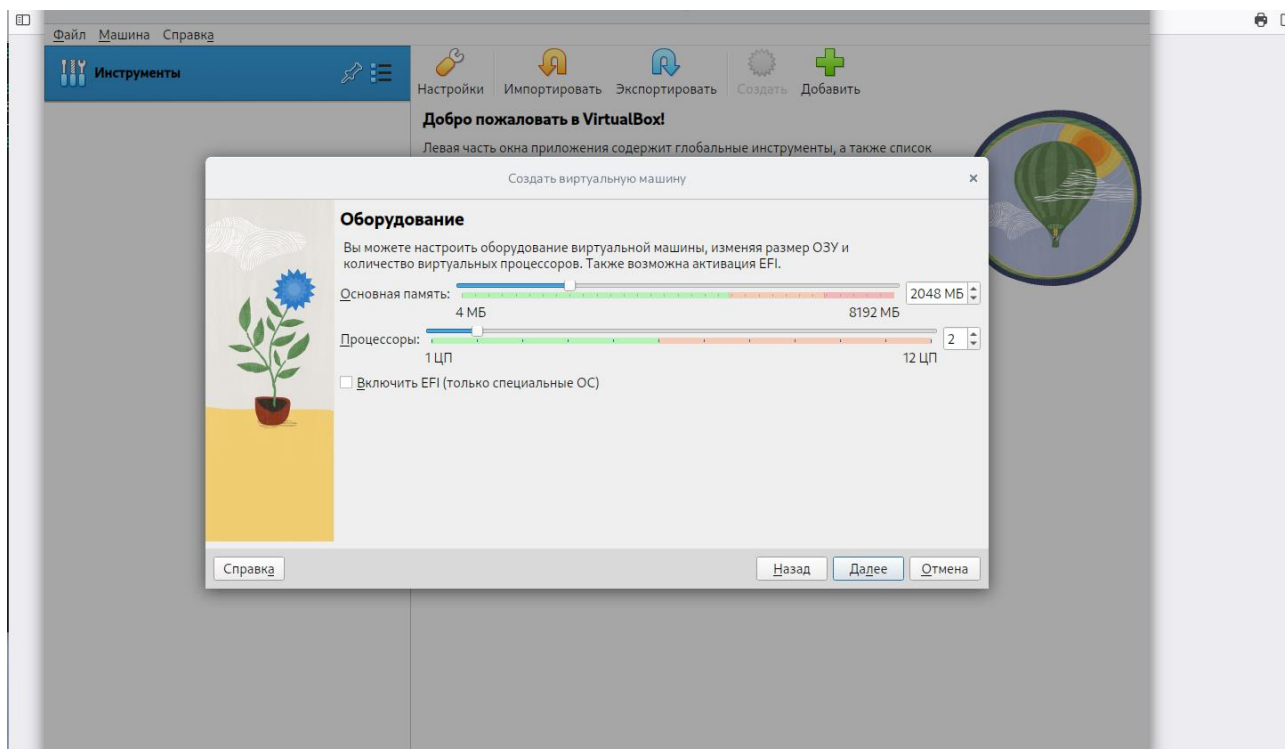 Файл Машина Справка
Инструменты
Настройки Импортировать Экспортировать Создать Добавить
Добро пожаловать в VirtualBox!
Левая часть окна приложения содержит глобальные инструменты, а также список
Создать виртуальную машину
Оборудование
Вы можете настроить оборудование виртуальной машины, изменяя размер ОЗУ и
количество виртуальных процессоров. Также возможна активация EFI.
Основная память: 2048 МБ
4 МБ 8192 МБ
Процессоры: 2
1 ЦП 12 ЦП
Включить EFI (только специальные ОС)
Справка Назад Далее Отмена